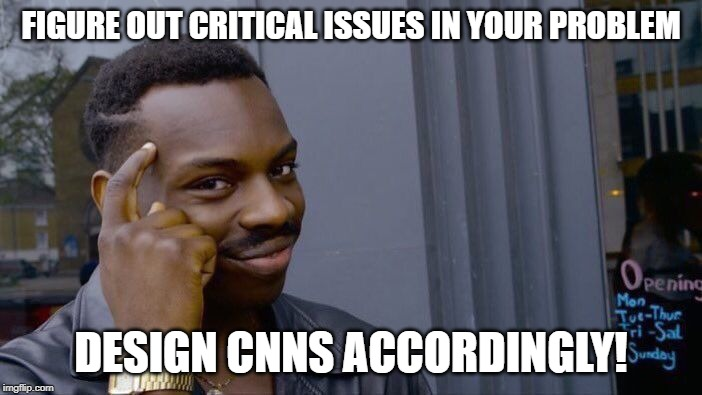 FIGURE OUT CRITICAL ISSUES IN YOUR PROBLEM
Opening
Mon
Tue-Thur
Fri-Sat
Sunday
DESIGN CNNS ACCORDINGLY!
imgflip.com